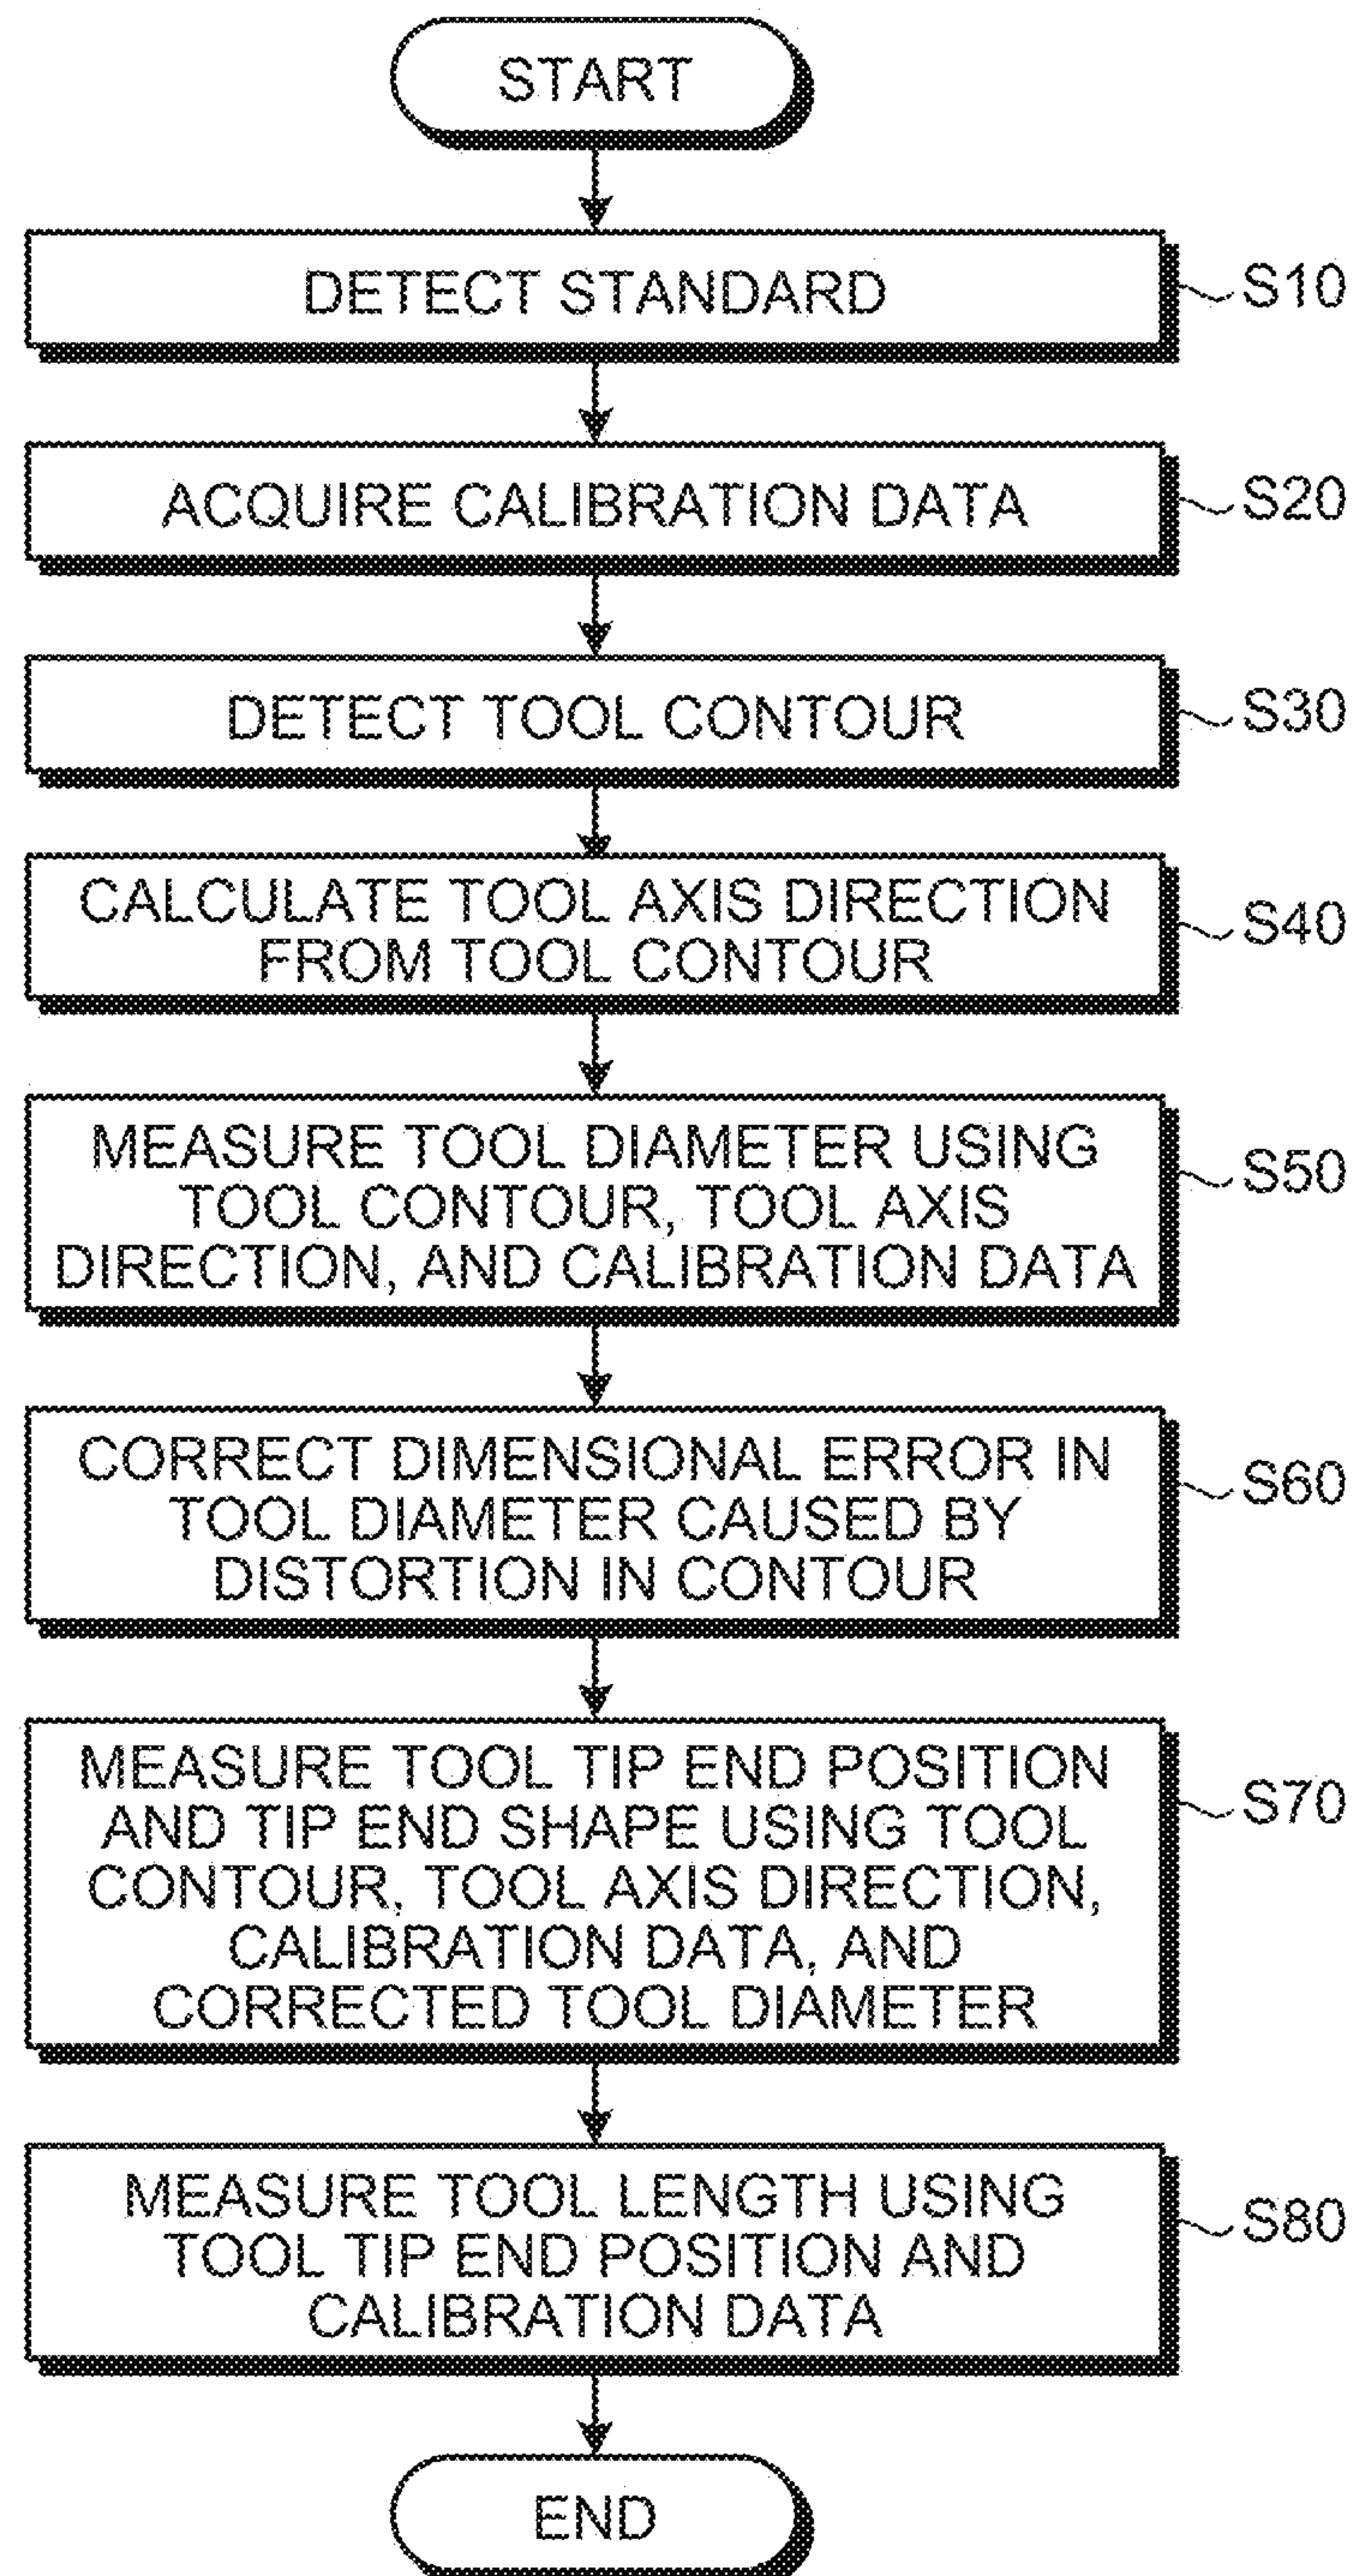 START
DETECT STANDARD
S10
ACQUIRE CALIBRATION DATA
S20
DETECT TOOL CONTOUR
S30
CALCULATE TOOL AXIS DIRECTION
FROM TOOL CONTOUR
S40
MEASURE TOOL DIAMETER USING
TOOL CONTOUR, TOOL AXIS
DIRECTION, AND CALIBRATION DATA
S50
CORRECT DIMENSIONAL ERROR IN
TOOL DIAMETER CAUSED BY
DISTORTION IN CONTOUR
S60
MEASURE TOOL TIP END POSITION
AND TIP END SHAPE USING TOOL
CONTOUR, TOOL AXIS DIRECTION,
CALIBRATION DATA, AND
CORRECTED TOOL DIAMETER
S70
MEASURE TOOL LENGTH USING
TOOL TIP END POSITION AND
CALIBRATION DATA
S80
END